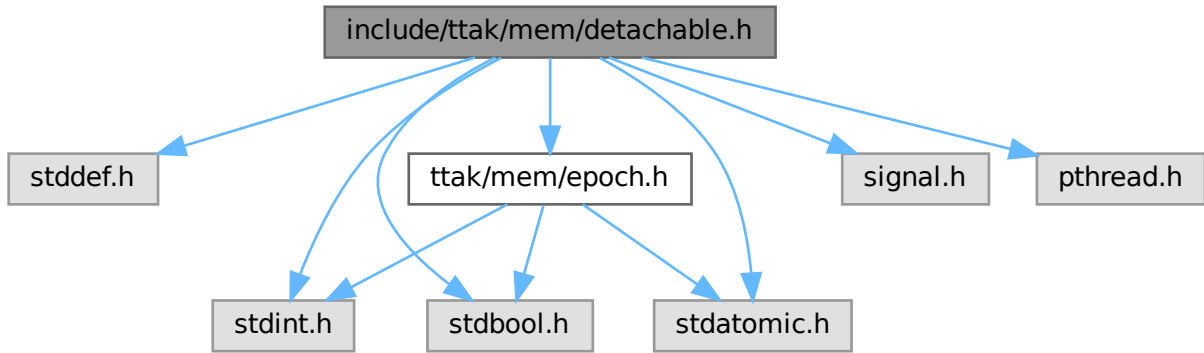 include/ttak/mem/detachable.h
stddef.h
ttak/mem/epoch.h
signal.h
pthread.h
stdint.h
stdbool.h
stdatomic.h